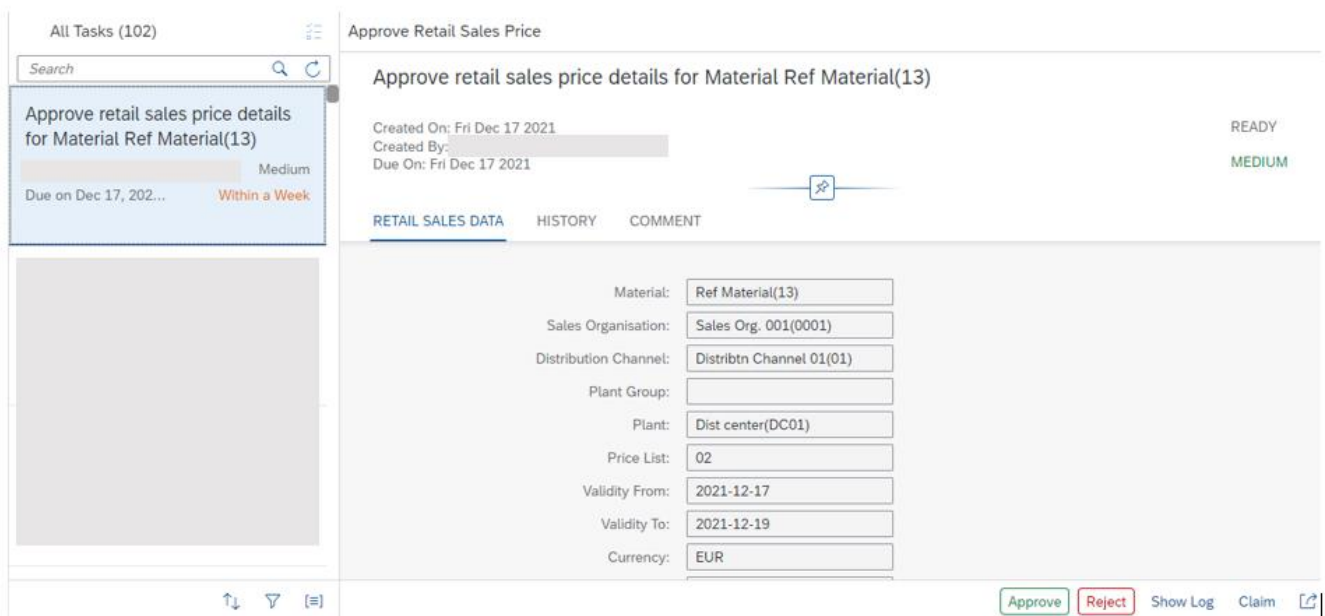 All Tasks (102)
Search
Approve retail sales price details
for Material Ref Material(13)
Medium
Due on Dec 17, 202...
Within a Week
Approve Retail Sales Price
Approve retail sales price details for Material Ref Material(13)
Created On: Fri Dec 17 2021
Created By:
Due On: Fri Dec 17 2021
READY
MEDIUM
RETAIL SALES DATA HISTORY COMMENT
Material: Ref Material(13)
Sales Organisation: Sales Org. 001(0001)
Distribution Channel: Distribtn Channel 01(01)
Plant Group:
Plant: Dist center(DC01)
Price List: 02
Validity From: 2021-12-17
Validity To: 2021-12-19
Currency: EUR
Approve Reject Show Log Claim